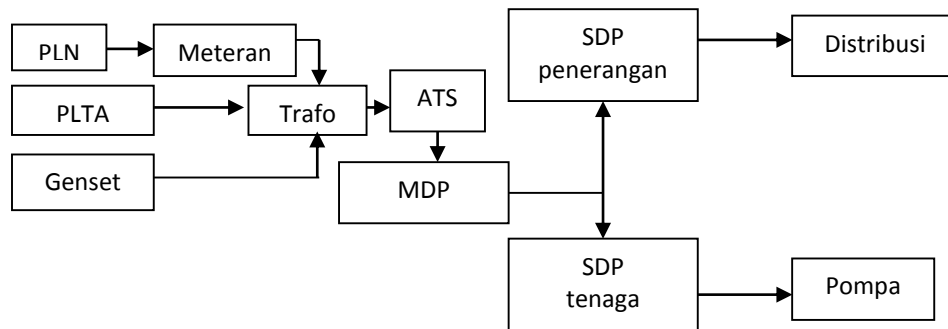 PLN
Meteran
PLTA
Trafo
ATS
Genset
MDP
SDP
penerangan
Distribusi
SDP
tenaga
Pompa